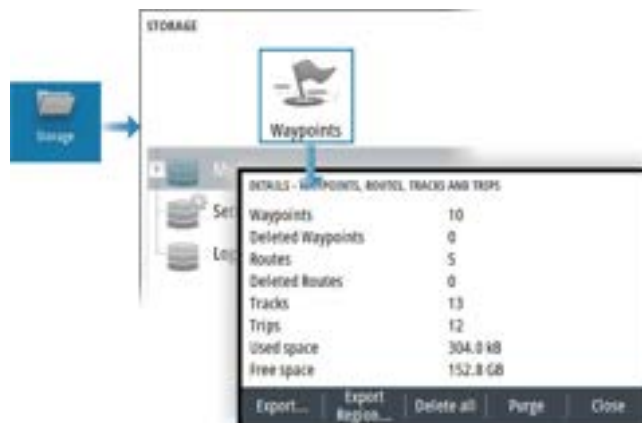 STORAGE
Storage
Waypoints
DETAILS - WAYPOINTS, ROUTES, TRACKS AND TRIPS
Waypoints 10
Deleted Waypoints 0
Routes 5
Deleted Routes 0
Tracks 13
Trips 12
Used space 304.0 kB
Free space 152.8 GB
Export... Export Region... Delete all Purge Close